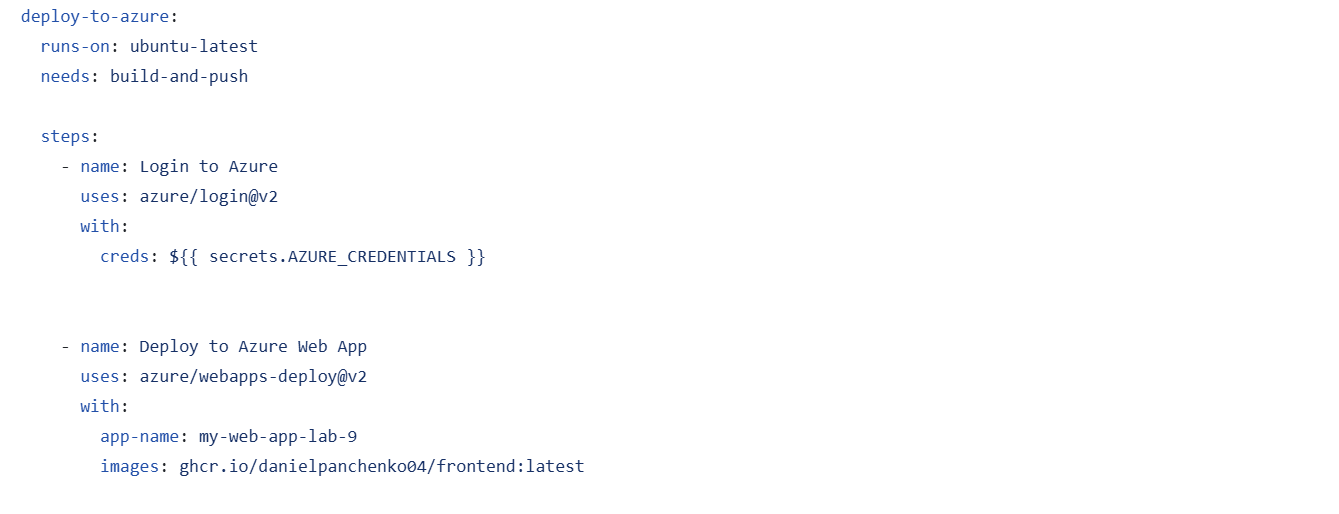 deploy-to-azure:
  runs-on: ubuntu-latest
  needs: build-and-push

  steps:
    - name: Login to Azure
      uses: azure/login@v2
      with:
        creds: ${{ secrets.AZURE_CREDENTIALS }}


    - name: Deploy to Azure Web App
      uses: azure/webapps-deploy@v2
      with:
        app-name: my-web-app-lab-9
        images: ghcr.io/danielpanchenko04/frontend:latest